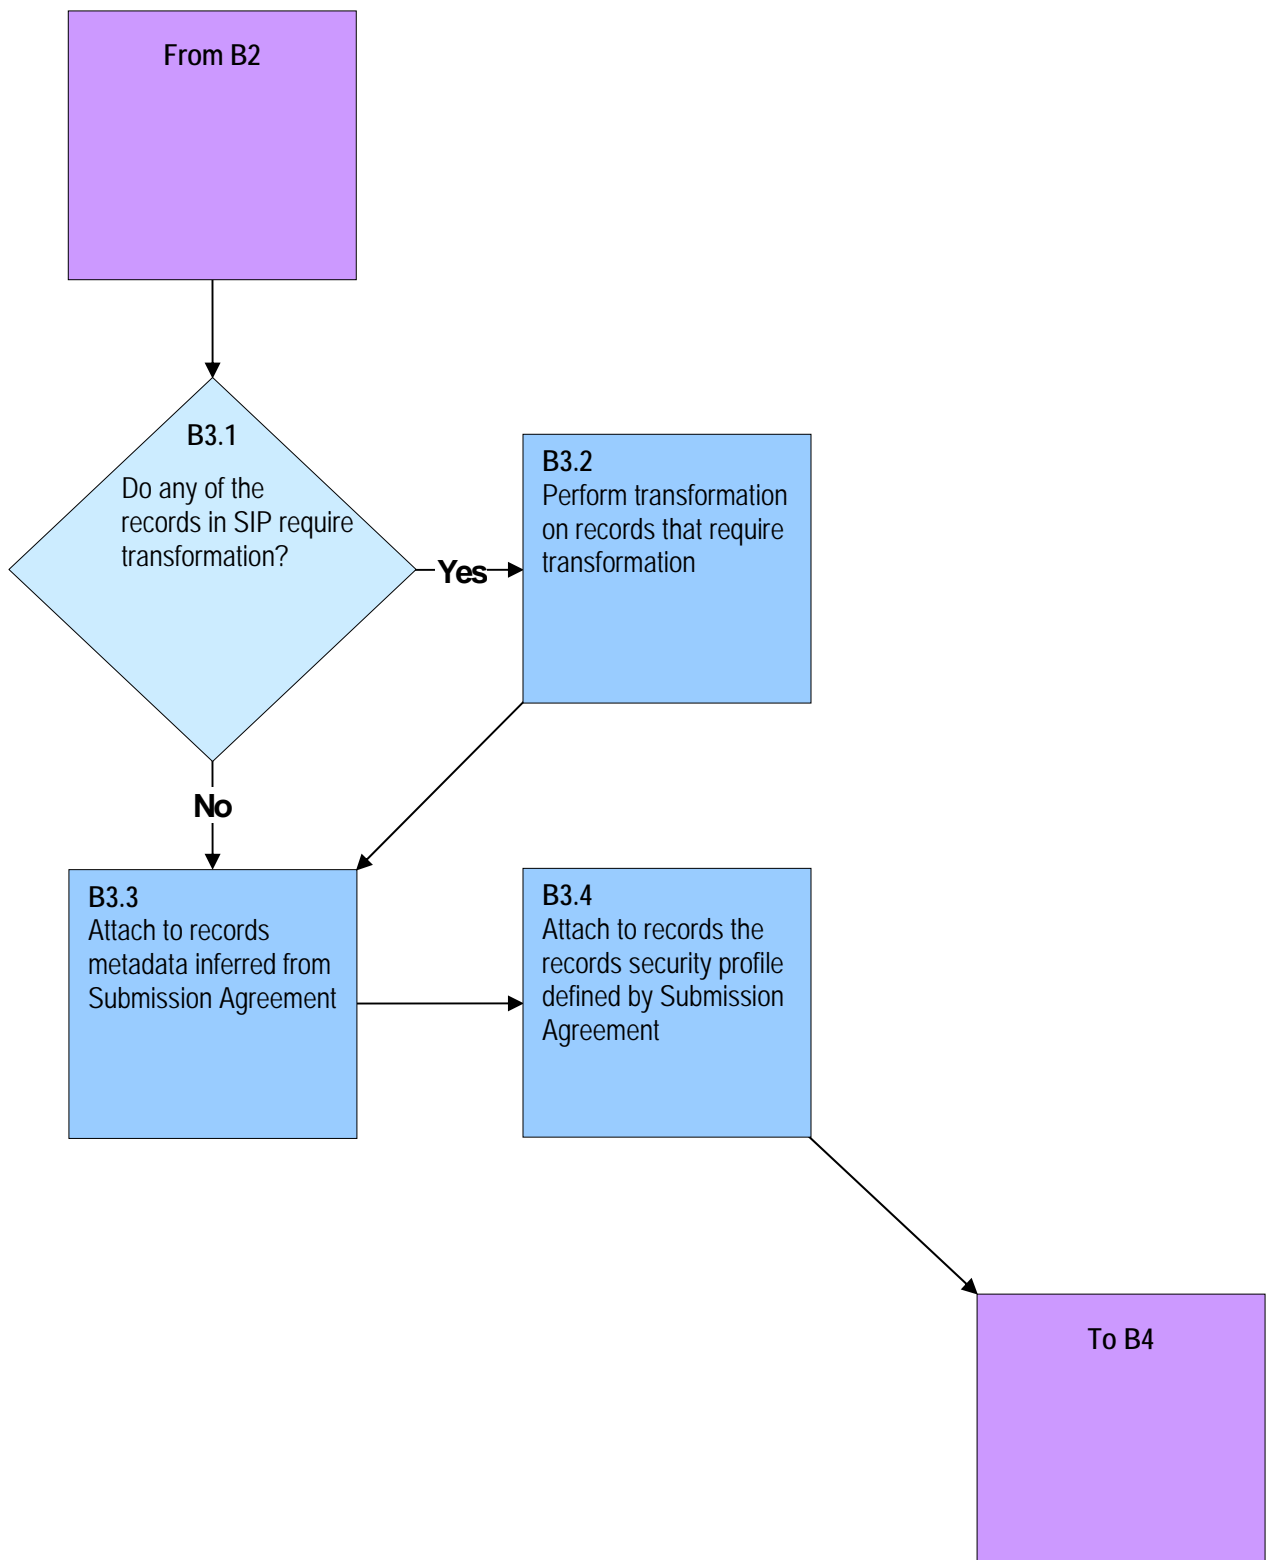 From B2
B3.1
Do any of the
records in SIP require
transformation?
B3.2
Perform transformation
on records that require
transformation
Yes
No
B3.3
Attach to records
metadata inferred from
Submission Agreement
B3.4
Attach to records the
records security profile
defined by Submission
Agreement
To B4